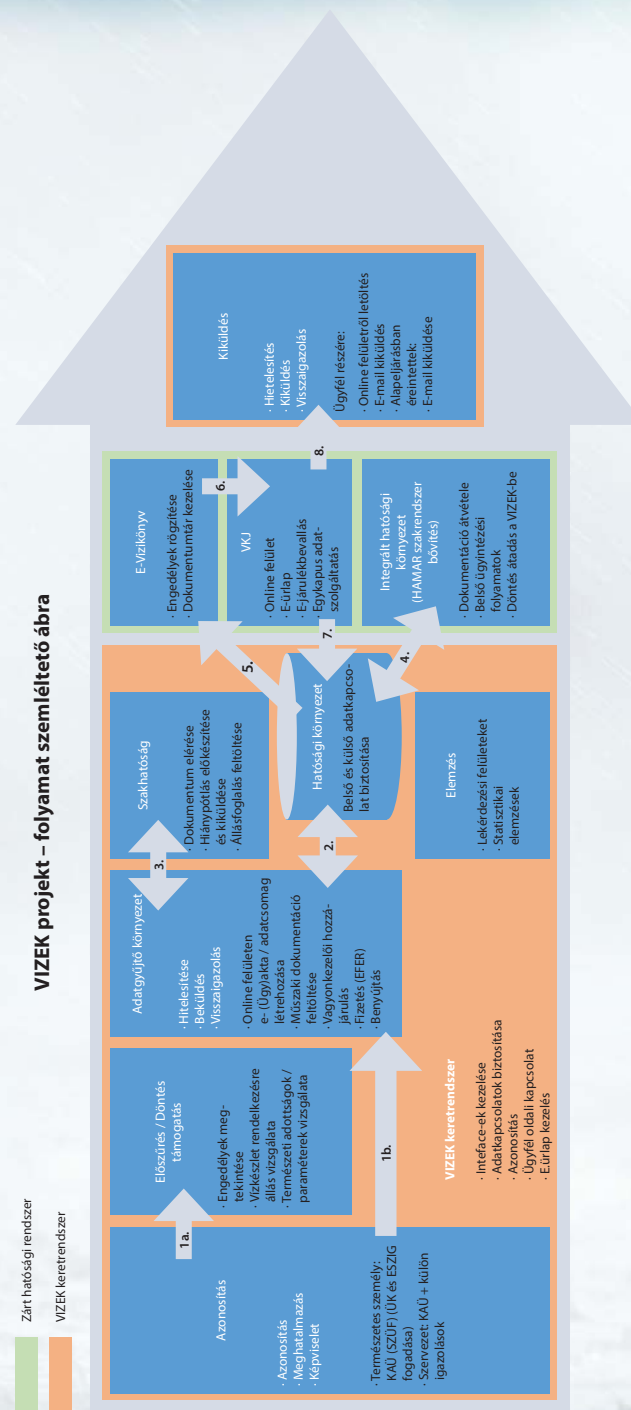 VIZEK projekt – folyamat szemléltető ábra
Zárt hatósági rendszer
VIZEK keretrendszer
Azonosítás
· Azonosítás
· Meghatalmazás
· Képviselet
· Természetes személy:
KAÜ (SZÜF) (ÜK és ESZIG
fogadása)
· Szervezet: KAÜ + külön
igazolások
1a.
Előszűrés / Döntés
támogatás
· Engedélyek meg-
tekintése
· Vízkészlet rendelkezésre
állás vizsgálata
· Természeti adottságok /
paraméterek vizsgálata
1b.
VIZEK keretrendszer
· Inteface-ek kezelése
· Adatkapcsolatok biztosítása
· Azonosítás
· Ügyfél oldali kapcsolat
· E.űrlap kezelés
Adatgyűjtő környezet
· Hitelesítése
· Beküldés
· Visszaigazolás
· Online felületen
e- (Ügy)akta / adatcsomag
létrehozása
· Műszaki dokumentáció
feltöltése
· Vagyonkezelői hozzá-
járulás
· Fizetés (EFER)
· Benyújtás
3.
2.
Szakhatóság
· Dokumentum elérése
· Hiánypótlás előkészítése
és kiküldése
· Állásfoglalás feltöltése
Hatósági környezet
Belső és külső adatkapcso-
lat biztosítása
Elemzés
· Lekérdezési felületeket
· Statisztikai
elemzések
5.
7.
4.
E-Vízikönyv
· Engedélyek rögzítése
· Dokumentumtár kezelése
6.
VKJ
· Online felület
· E-űrlap
· E-járulékbevallás
· Egykapus adat-
szolgáltatás
8.
Integrált hatósági
környezet
(HAMAR szakrendszer
bővítés)
· Dokumentáció átvétele
· Belső ügyintézési
folyamatok
· Döntés átadás a VIZEK-be
Kiküldés
· Hietelesítés
· Kiküldés
· Visszaigazolás
Ügyfél részére:
· Online felületről letöltés
· E-mail kiküldés
· Alapeljárásban
éreintettek:
· E-mail kiküldése